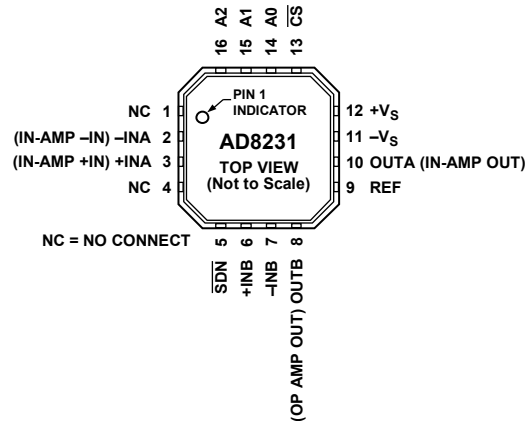 16 A2
15 A1
14 A0
13 C̅S̅
PIN 1
INDICATOR
NC 1
(IN-AMP –IN) –INA 2
(IN-AMP +IN) +INA 3
NC 4
AD8231
TOP VIEW
(Not to Scale)
12 +VS
11 –VS
10 OUTA (IN-AMP OUT)
9 REF
NC = NO CONNECT
S̅D̅N̅ 5
+INB 6
–INB 7
(OP AMP OUT) OUTB 8